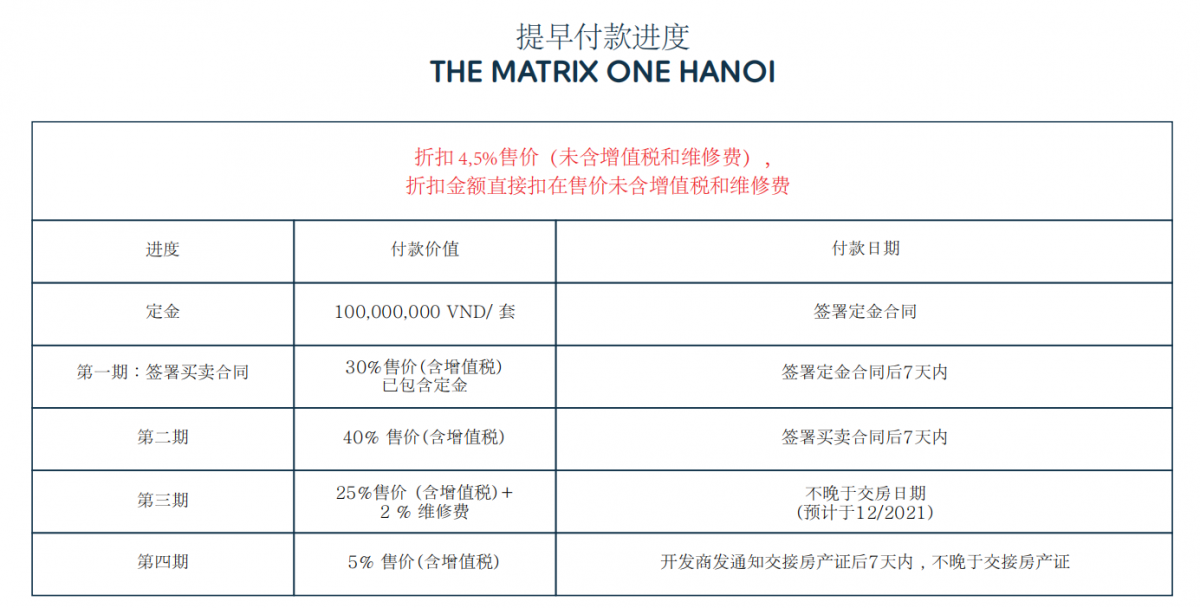 提早付款进度
THE MATRIX ONE HANOI
折扣 4,5%售价（未含增值税和维修费）,
折扣金额直接扣在售价未含增值税和维修费
进度
付款价值
付款日期
定金
100,000,000 VND/ 套
签署定金合同
第一期：签署买卖合同
30%售价(含增值税)
已包含定金
签署定金合同后7天内
第二期
40% 售价(含增值税)
签署买卖合同后7天内
第三期
25%售价 (含增值税)+
2 % 维修费
不晚于交房日期
(预计于12/2021)
第四期
5% 售价(含增值税)
开发商发通知交接房产证后7天内 , 不晚于交接房产证